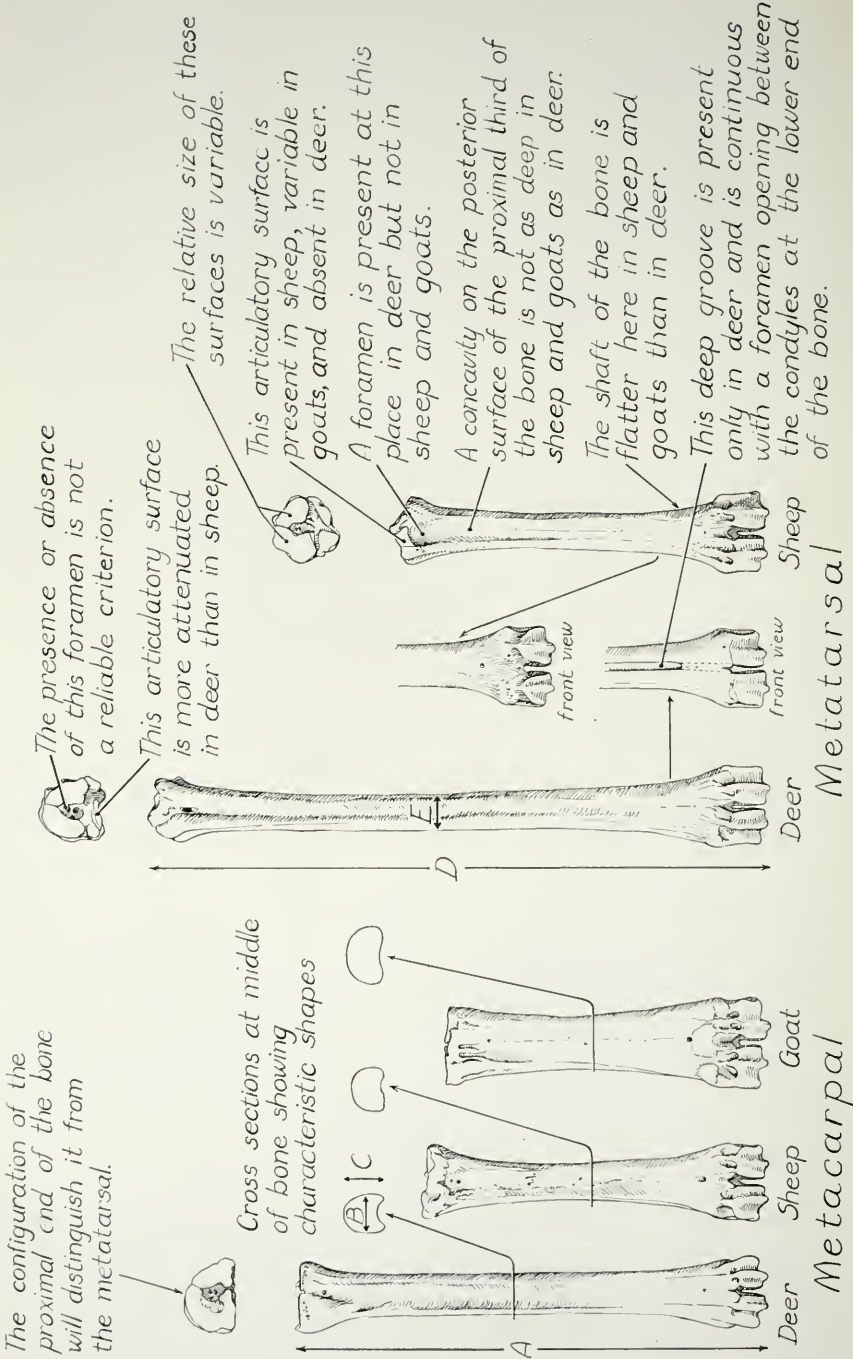 The configuration of the
proximal end of the bone
will distinguish it from
the metatarsal.
Cross sections at middle
of bone showing
characteristic shapes
A
B
C
Deer
Sheep
Goat
Metacarpal
The presence or absence
of this foramen is not
a reliable criterion.
This articulatory surface
is more attenuated
in deer than in sheep.
D
E
Deer
front view
front view
Sheep
Metatarsal
The relative size of these
surfaces is variable.
This articulatory surface is
present in sheep, variable in
goats, and absent in deer.
A foramen is present at this
place in deer but not in
sheep and goats.
A concavity on the posterior
surface of the proximal third of
the bone is not as deep in
sheep and goats as in deer.
The shaft of the bone is
flatter here in sheep and
goats than in deer.
This deep groove is present
only in deer and is continuous
with a foramen opening between
the condyles at the lower end
of the bone.